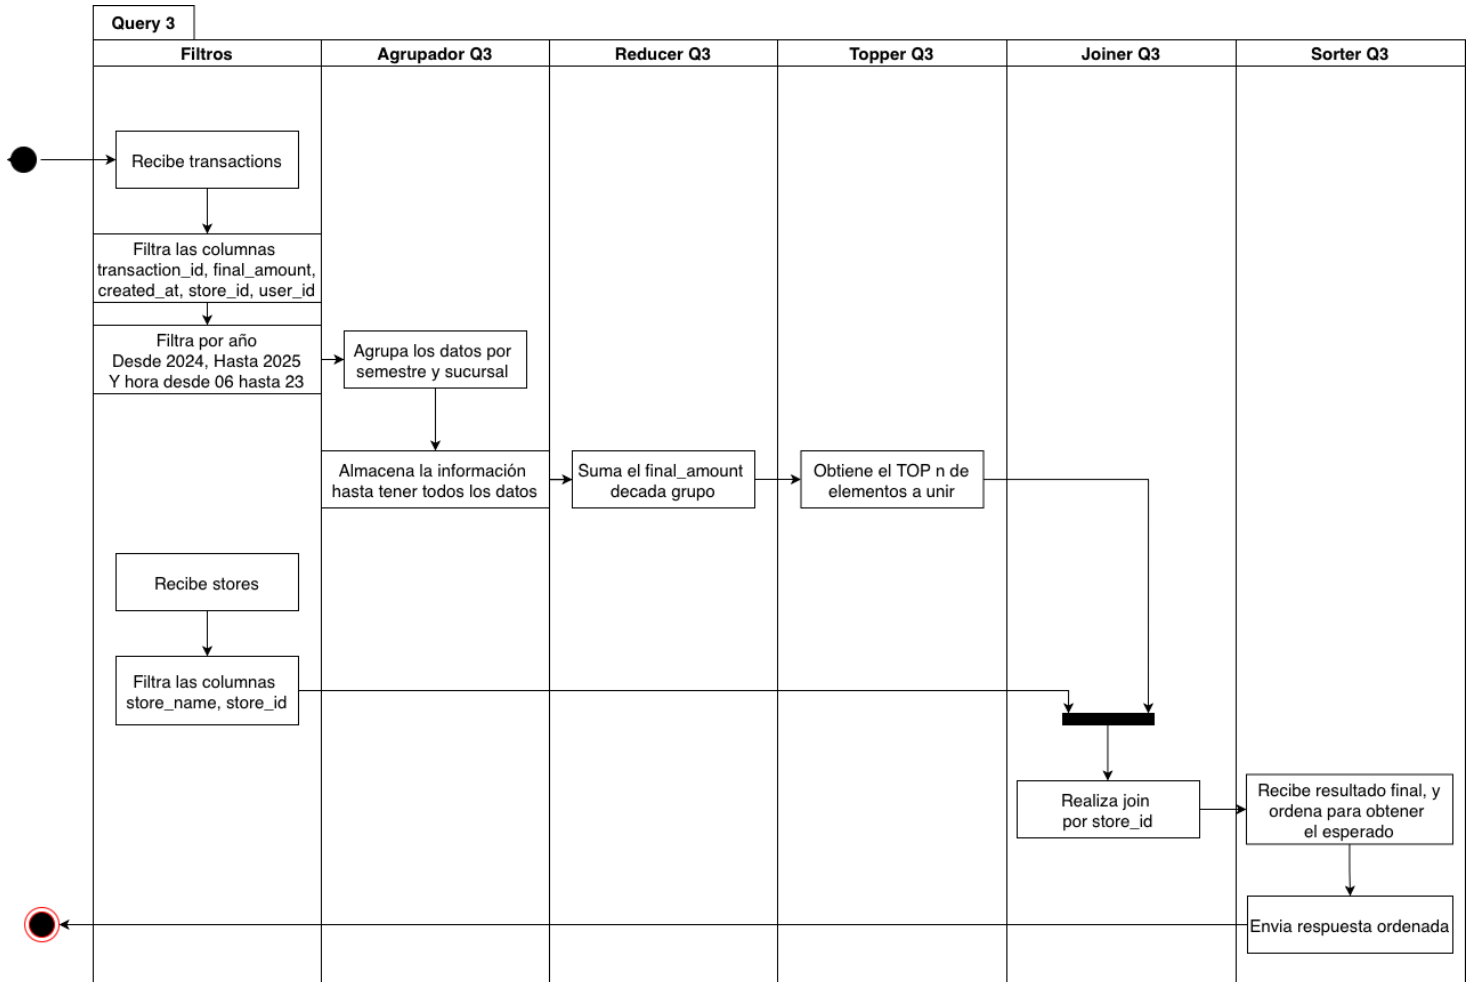 Query 3
Filtros
Agrupador Q3
Reducer Q3
Topper Q3
Joiner Q3
Sorter Q3
Recibe transactions
Filtra las columnas
transaction_id, final_amount,
created_at, store_id, user_id
Filtra por año
Desde 2024, Hasta 2025
Y hora desde 06 hasta 23
Agrupa los datos por
semestre y sucursal
Almacena la información
hasta tener todos los datos
Suma el final_amount
decada grupo
Obtiene el TOP n de
elementos a unir
Recibe stores
Filtra las columnas
store_name, store_id
Realiza join
por store_id
Recibe resultado final, y
ordena para obtener
el esperado
Envia respuesta ordenada